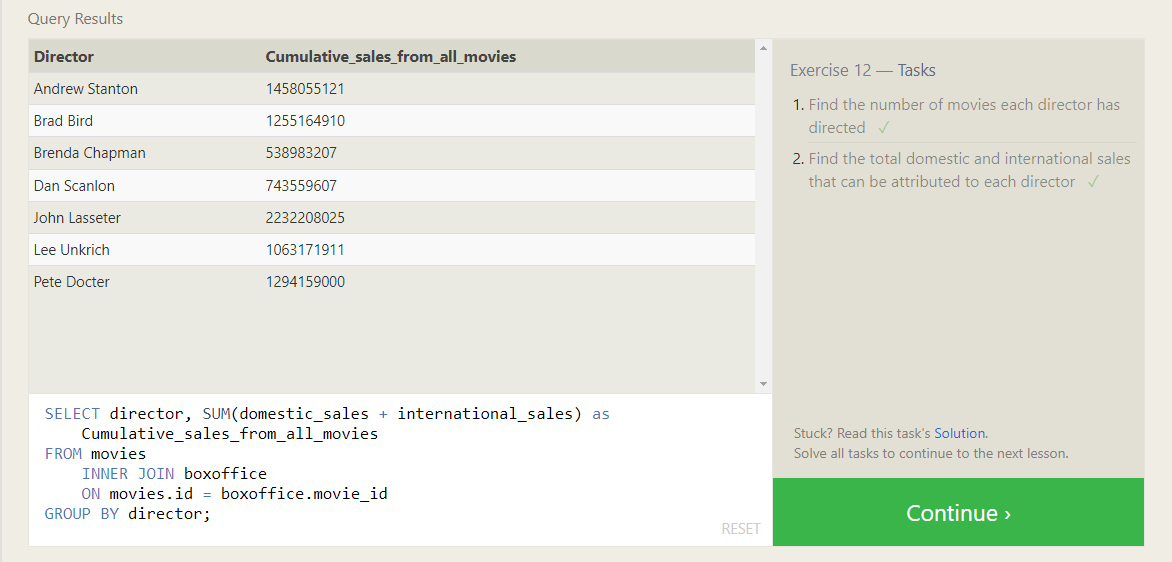 Query Results
Director Cumulative_sales_from_all_movies
Andrew Stanton 1458055121
Brad Bird 1255164910
Brenda Chapman 538983207
Dan Scanlon 743559607
John Lasseter 2232208025
Lee Unkrich 1063171911
Pete Docter 1294159000
SELECT director, SUM(domestic_sales + international_sales) as
Cumulative_sales_from_all_movies
FROM movies
INNER JOIN boxoffice
ON movies.id = boxoffice.movie_id
GROUP BY director;
RESET
Exercise 12 — Tasks
1. Find the number of movies each director has
directed ✓
2. Find the total domestic and international sales
that can be attributed to each director ✓
Stuck? Read this task's Solution.
Solve all tasks to continue to the next lesson.
Continue ›